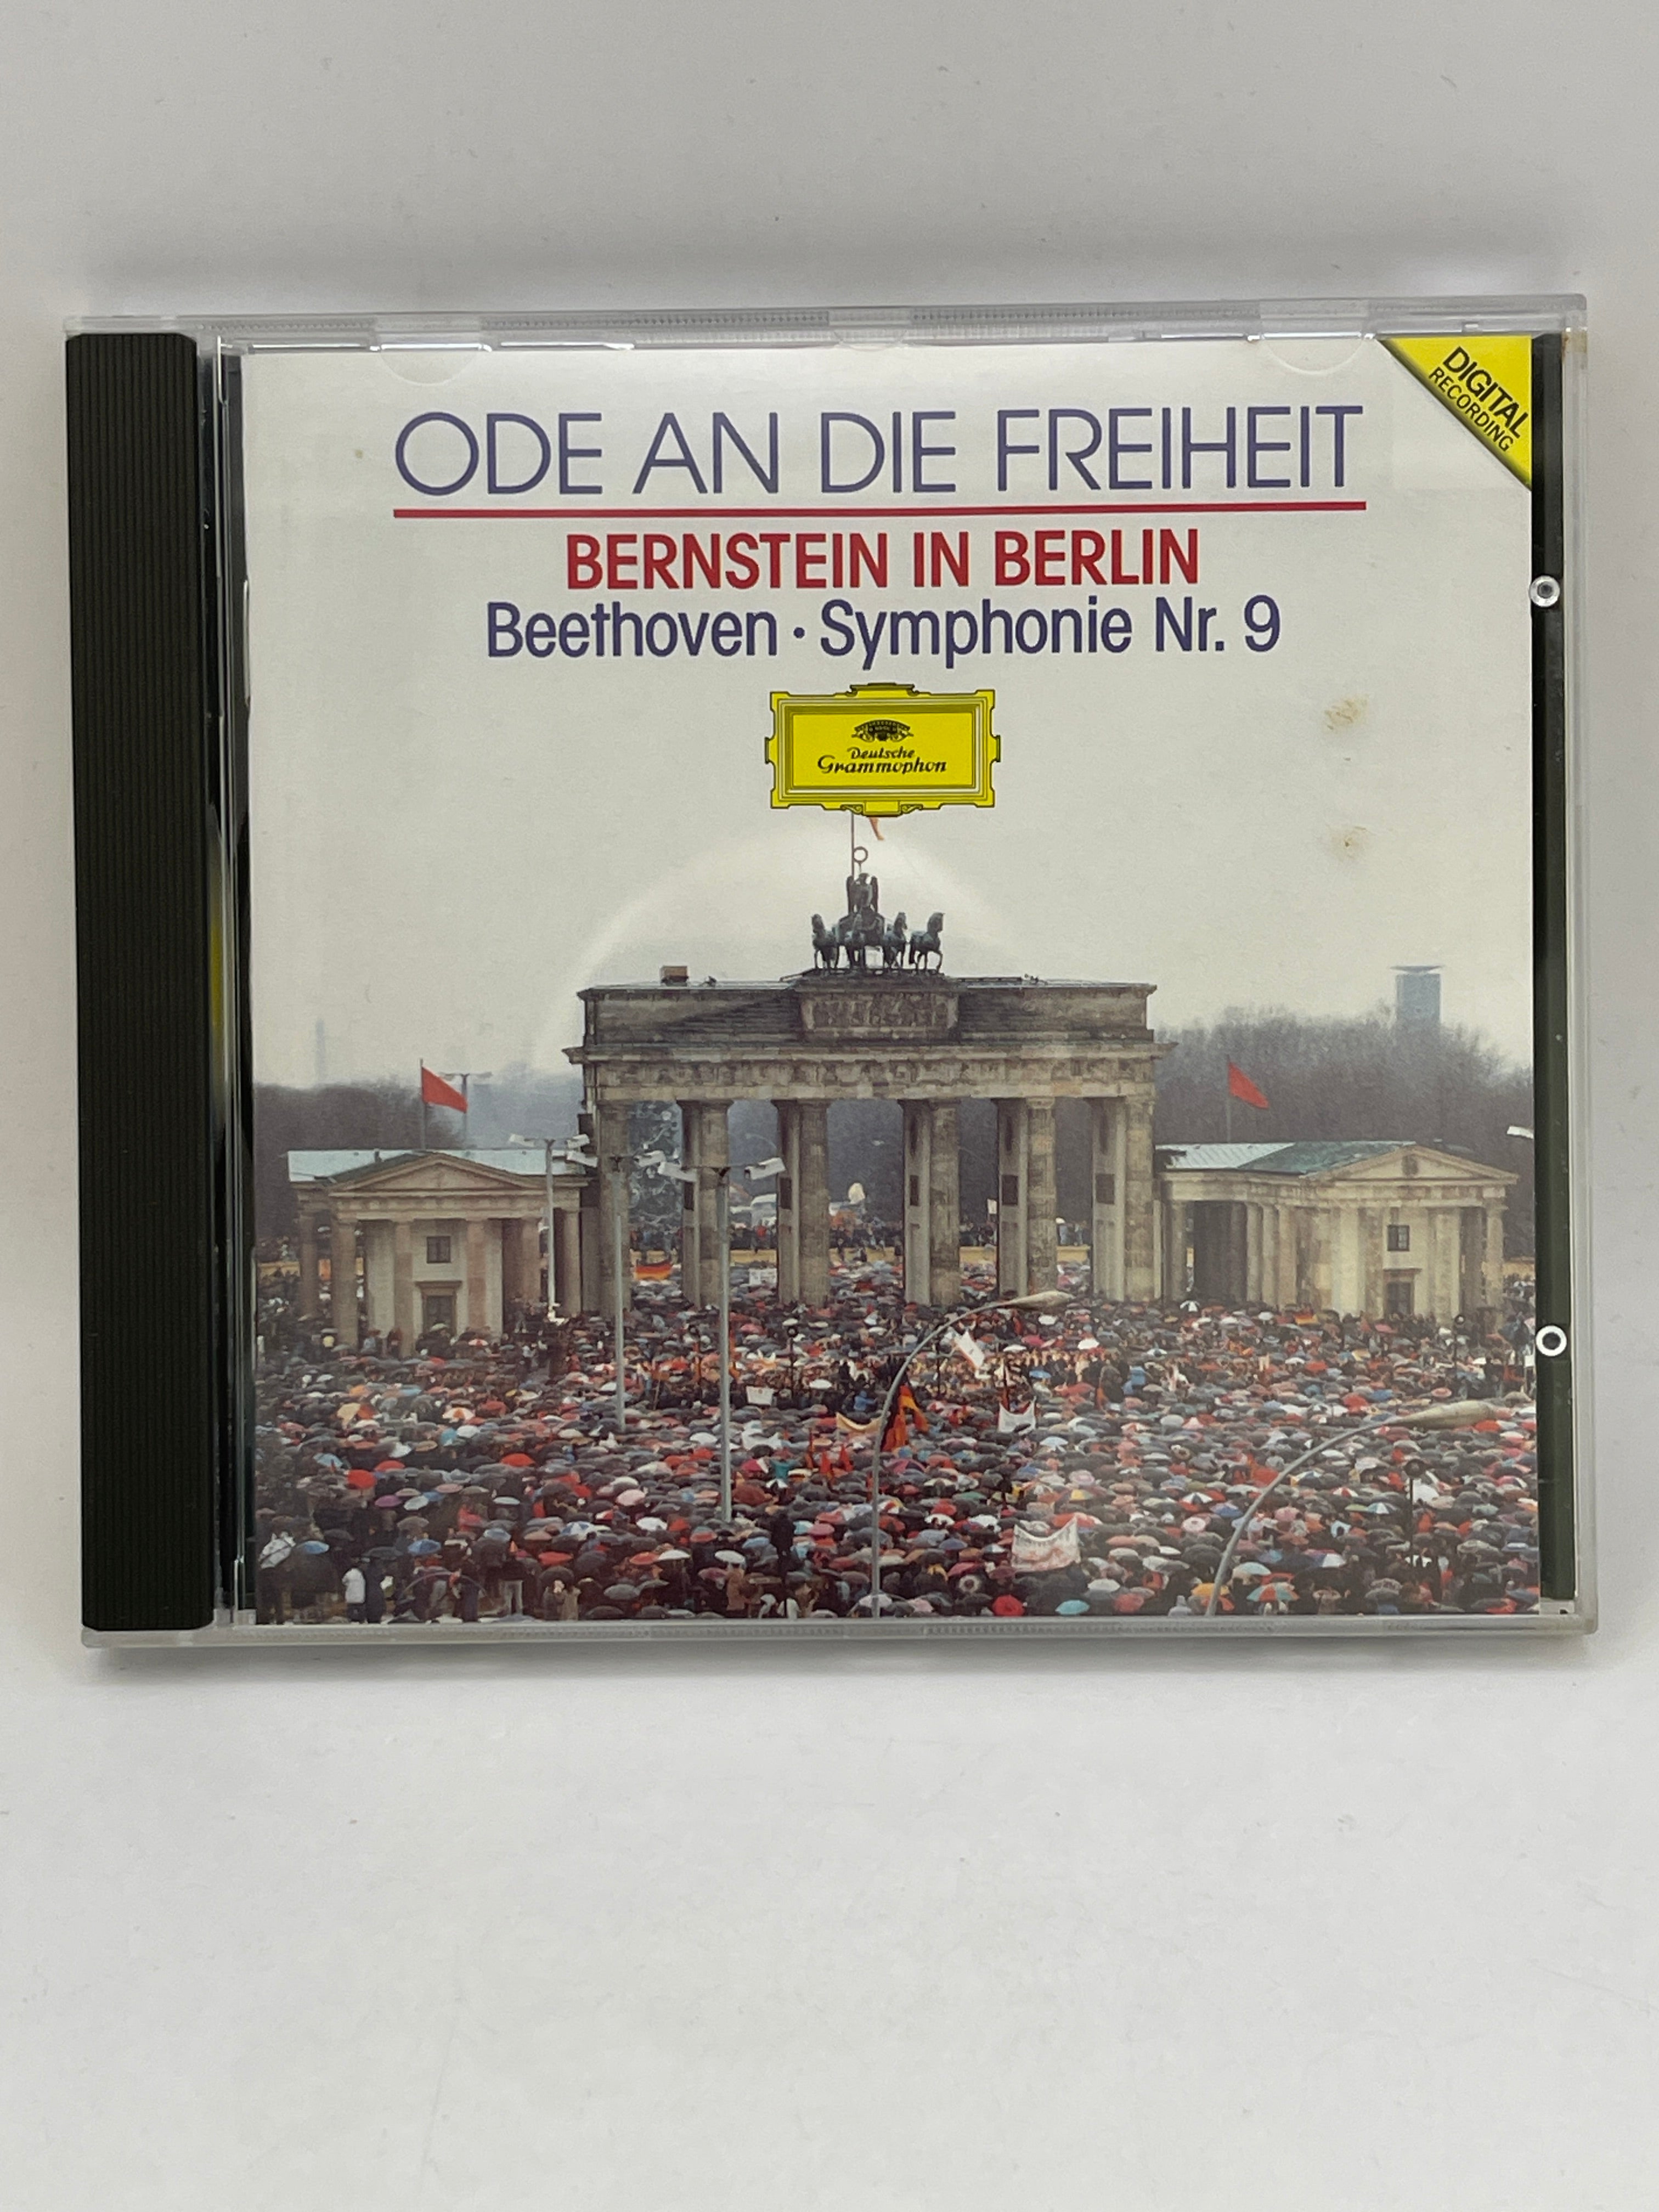 DIGITAL
RECORDING
ODE AN DIE FREIHEIT
BERNSTEIN IN BERLIN
Beethoven · Symphonie Nr. 9
Deutsche
Grammophon